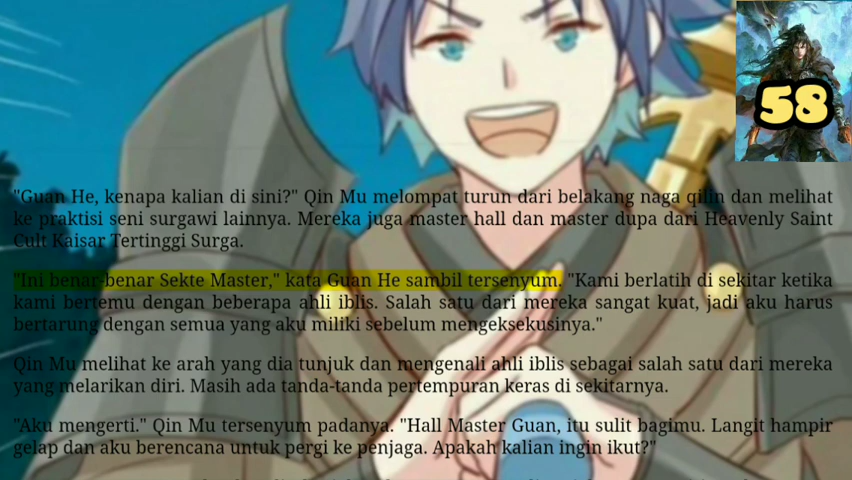 58
"Guan He, kenapa kalian di sini?" Qin Mu melompat turun dari belakang naga qilin dan melihat
ke praktisi seni surgawi lainnya. Mereka juga master hall dan master dupa dari Heavenly Saint
Cult Kaisar Tertinggi Surga.
"Ini benar-benar Sekte Master," kata Guan He sambil tersenyum. "Kami berlatih di sekitar ketika
kami bertemu dengan beberapa ahli iblis. Salah satu dari mereka sangat kuat, jadi aku harus
bertarung dengan semua yang aku miliki sebelum mengeksekusinya."
Qin Mu melihat ke arah yang dia tunjuk dan mengenali ahli iblis sebagai salah satu dari mereka
yang melarikan diri. Masih ada tanda-tanda pertempuran keras di sekitarnya.
"Aku mengerti." Qin Mu tersenyum padanya. "Hall Master Guan, itu sulit bagimu. Langit hampir
gelap dan aku berencana untuk pergi ke penjaga. Apakah kalian ingin ikut?"